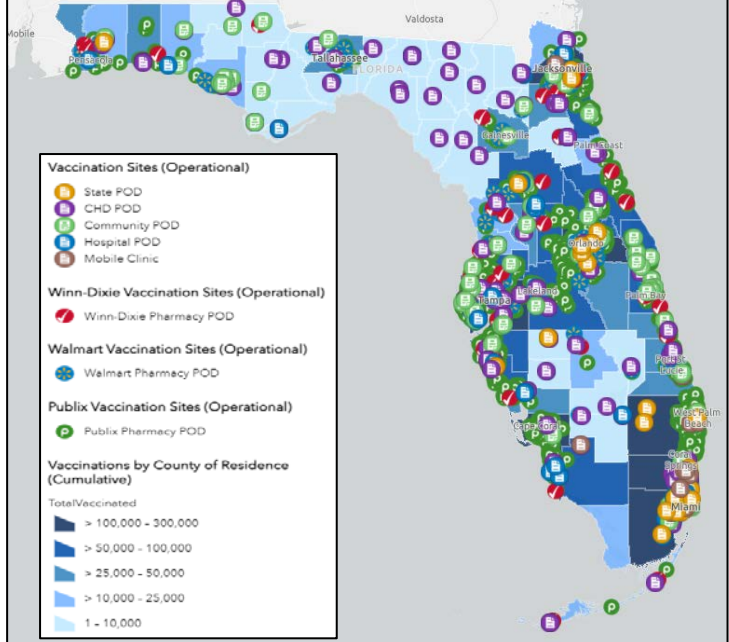 Valdosta
Mobile
Pensacola
Tallahassee
FLORIDA
Jacksonville
Gainesville
Palm Coast
Orlando
Lakeland
Tampa
Palm Bay
Port St.
Lucie
West Palm
Beach
Cape Coral
Coral
Springs
Miami
Vaccination Sites (Operational)
State POD
CHD POD
Community POD
Hospital POD
Mobile Clinic
Winn-Dixie Vaccination Sites (Operational)
Winn-Dixie Pharmacy POD
Walmart Vaccination Sites (Operational)
Walmart Pharmacy POD
Publix Vaccination Sites (Operational)
Publix Pharmacy POD
Vaccinations by County of Residence
(Cumulative)
TotalVaccinated
> 100,000 - 300,000
> 50,000 - 100,000
> 25,000 - 50,000
> 10,000 - 25,000
1 - 10,000